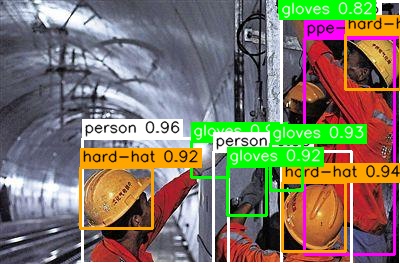 gloves 0.82
ppe-
hard-h
person 0.96
gloves 0.
gloves 0.93
person
hard-hat 0.92
gloves 0.92
hard-hat 0.94